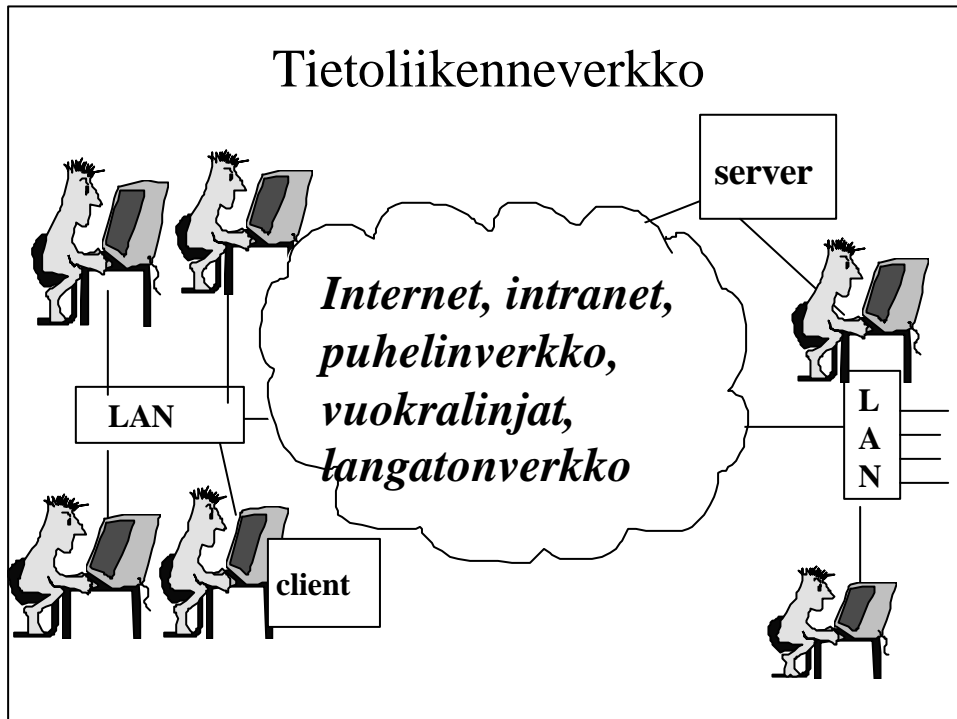 Tietoliikenneverkko
server
Internet, intranet,
puhelinverkko,
vuokralinjat,
langatonverkko
LAN
L
A
N
client